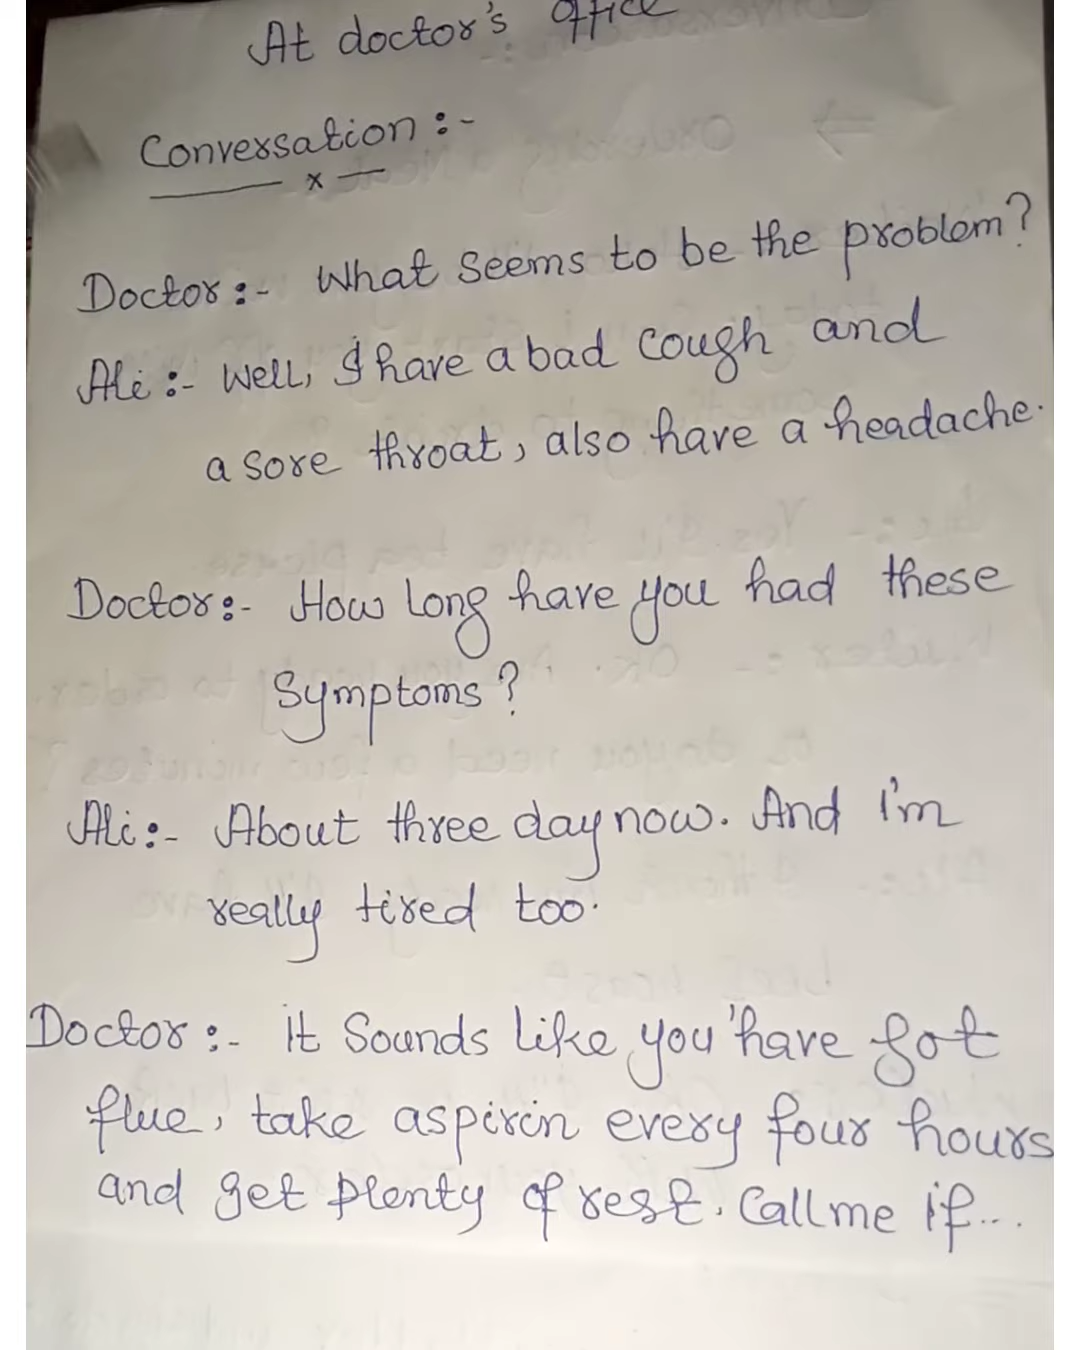 At doctor's office
Conversation :-
x
Doctor :- What seems to be the problem?
Ali :- Well, I have a bad cough and
a sore throat, also have a headache.
Doctor :- How long have you had these
symptoms ?
Ali :- About three day now. And I'm
really tired too.
Doctor :- it sounds like you'have got
flue, take aspirin every four hours
and get plenty of rest. Call me if...